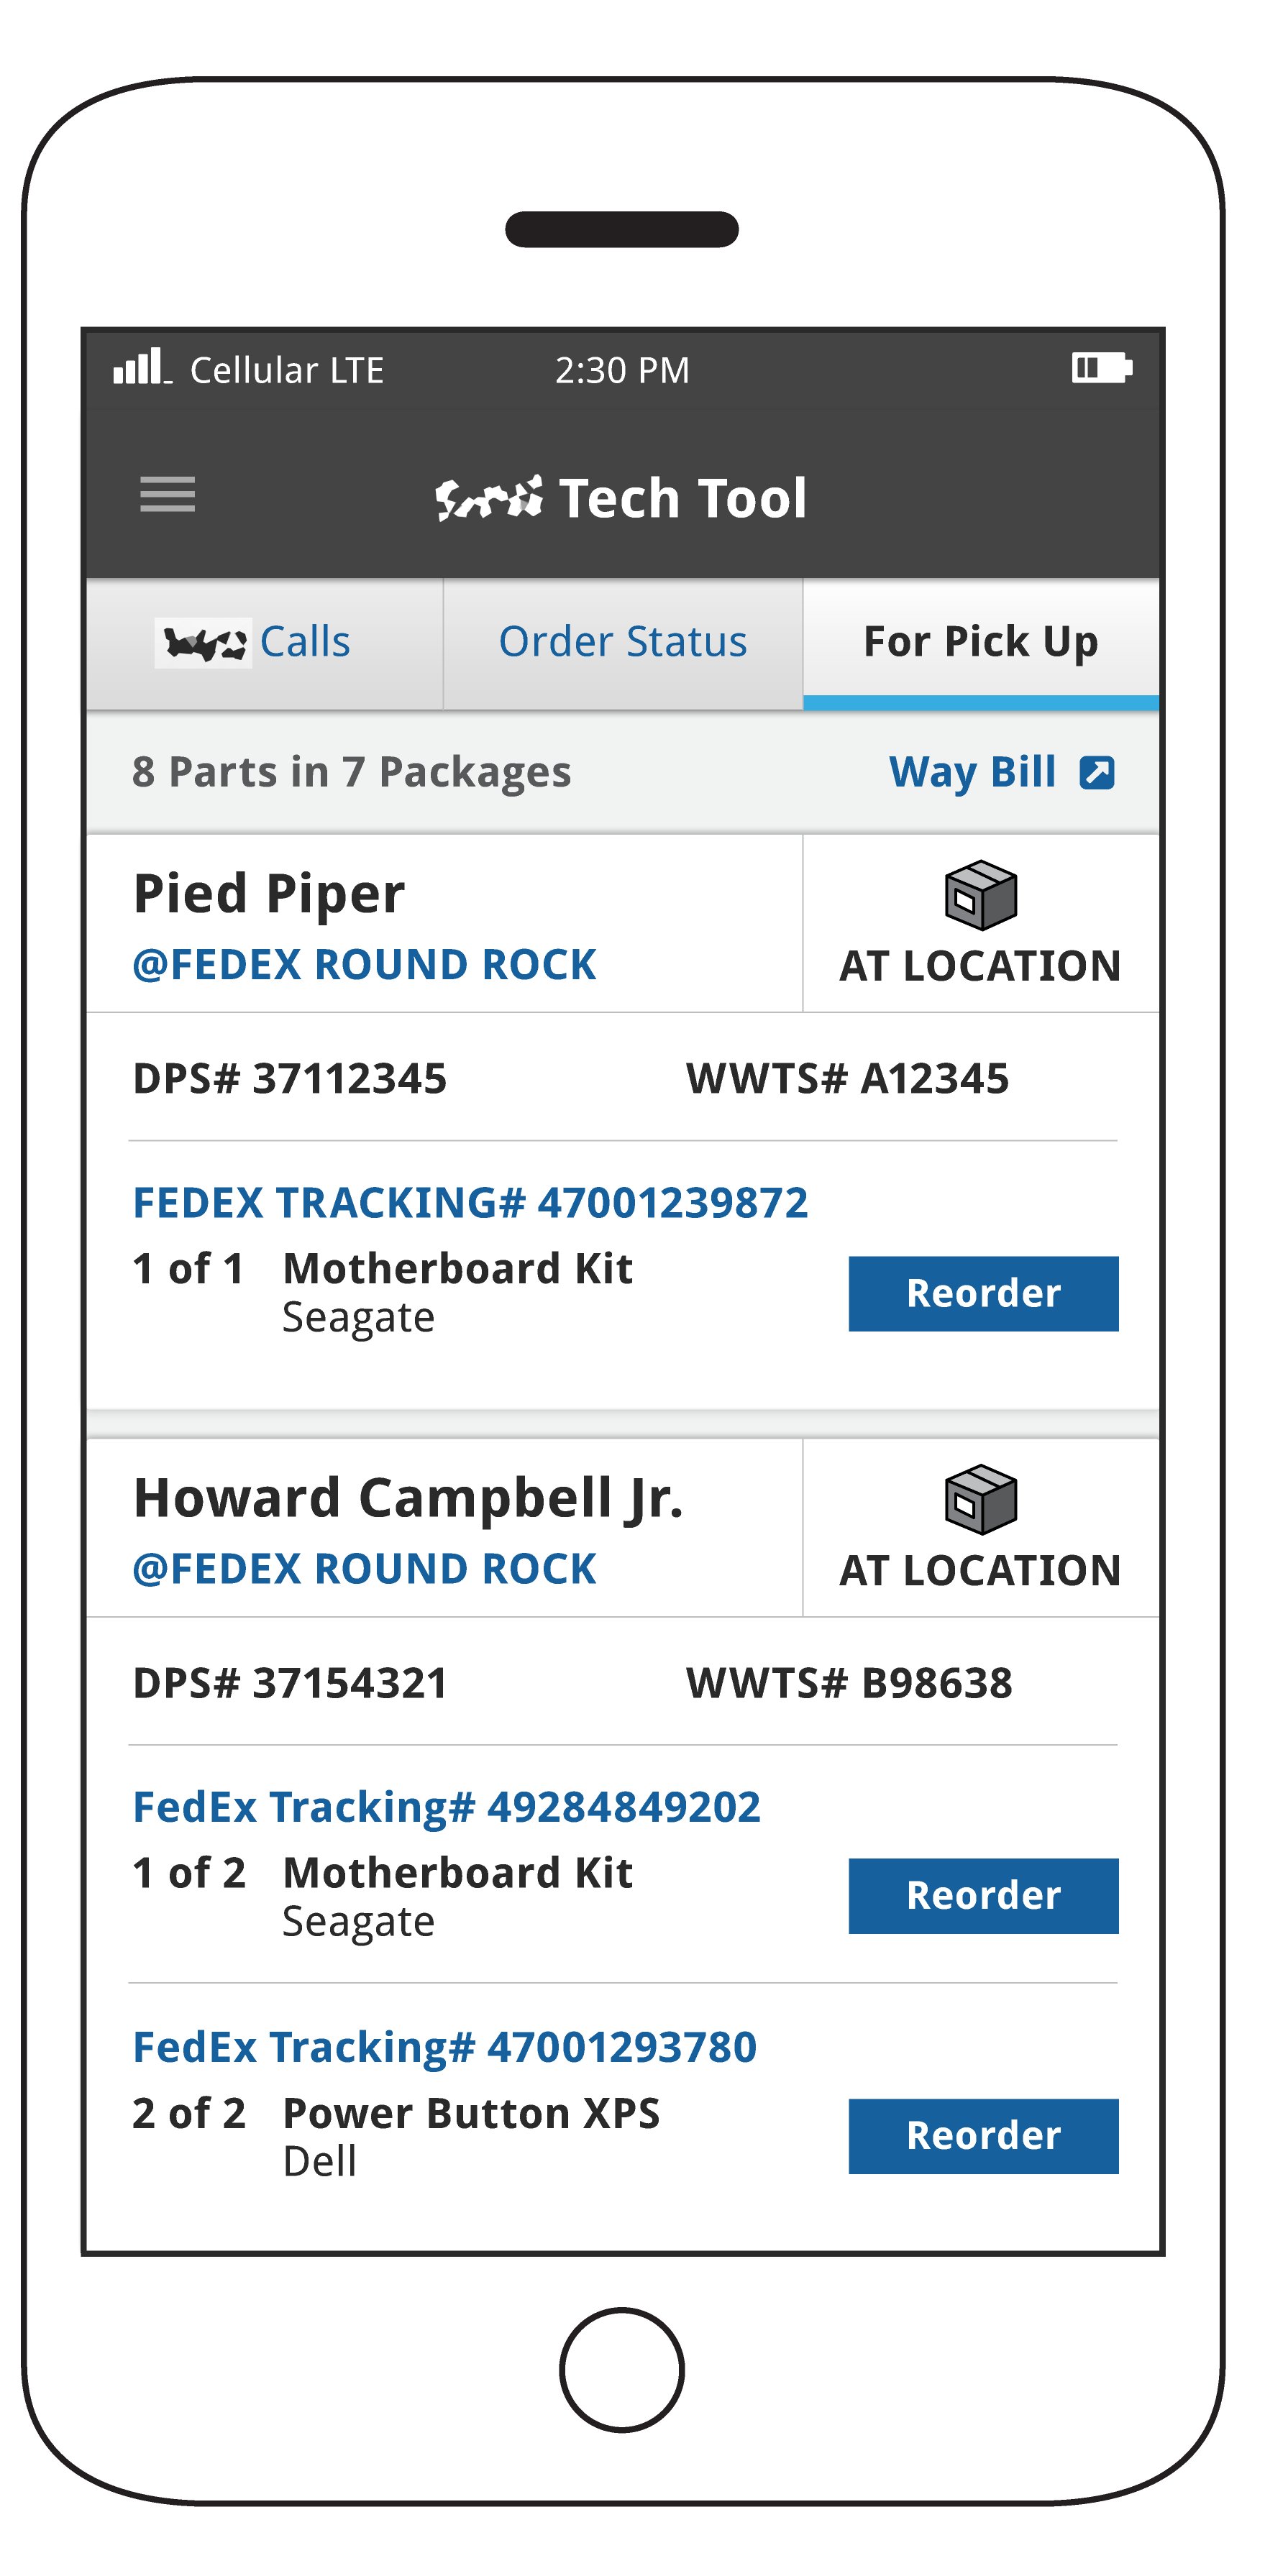 Cellular LTE 2:30 PM
Tech Tool
Calls Order Status For Pick Up
8 Parts in 7 Packages Way Bill
Pied Piper
@FEDEX ROUND ROCK
AT LOCATION
DPS# 37112345 WWTS# A12345
FEDEX TRACKING# 47001239872
1 of 1 Motherboard Kit
Seagate
Reorder
Howard Campbell Jr.
@FEDEX ROUND ROCK
AT LOCATION
DPS# 37154321 WWTS# B98638
FedEx Tracking# 49284849202
1 of 2 Motherboard Kit
Seagate
Reorder
FedEx Tracking# 47001293780
2 of 2 Power Button XPS
Dell
Reorder